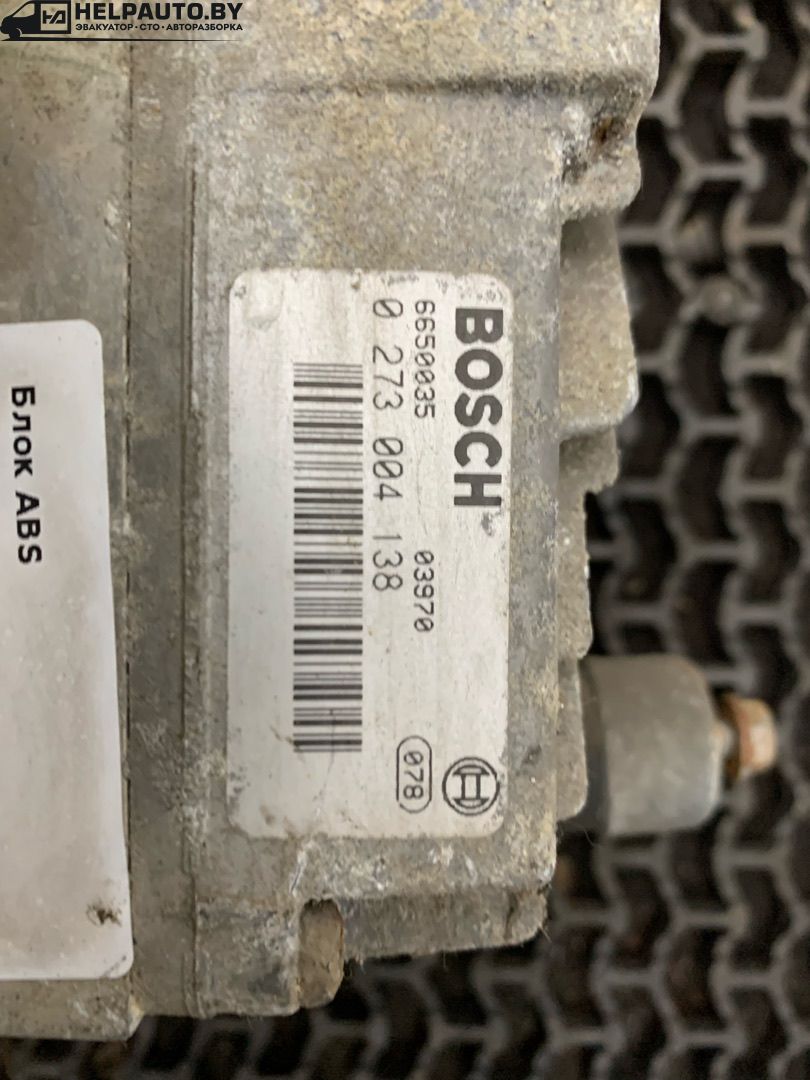 HELPAUTO.BY
ЭВАКУАТОР • СТО • АВТОРАЗБОРКА
BOSCH
6650035 03970
0 273 004 138
078
Блок ABS